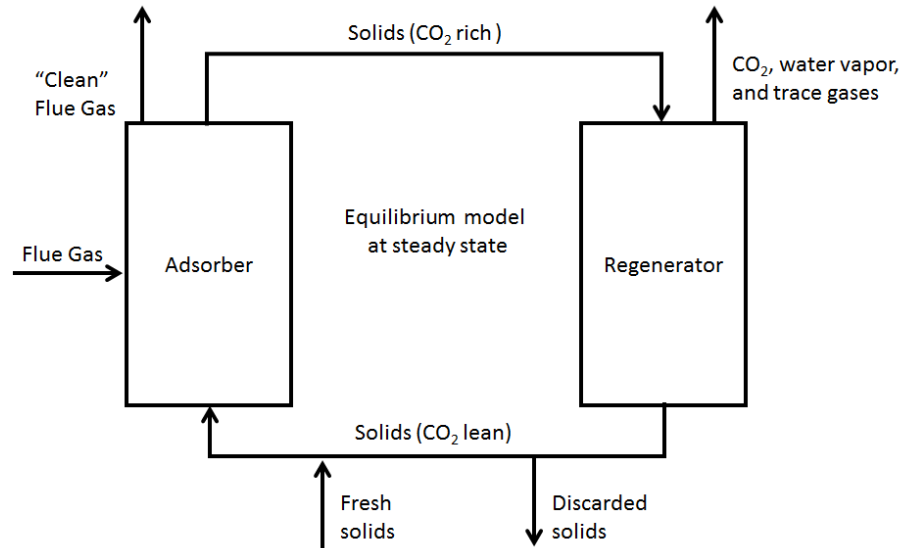 Solids (CO₂ rich )
“Clean”
Flue Gas
CO₂, water vapor,
and trace gases
Equilibrium model
at steady state
Flue Gas
Adsorber
Regenerator
Solids (CO₂ lean)
Fresh
solids
Discarded
solids